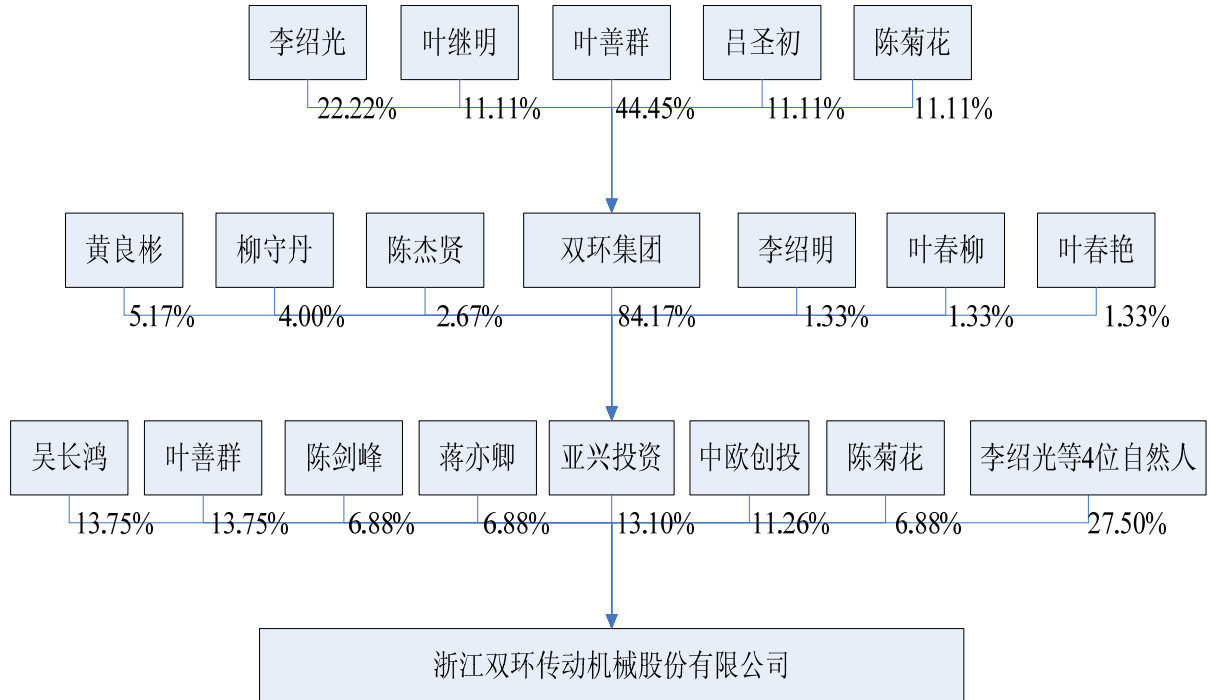 李绍光 叶继明 叶善群 吕圣初 陈菊花
22.22% 11.11% 44.45% 11.11% 11.11%
黄良彬 柳守丹 陈杰贤 双环集团 李绍明 叶春柳 叶春艳
5.17% 4.00% 2.67% 84.17% 1.33% 1.33% 1.33%
吴长鸿 叶善群 陈剑峰 蒋亦卿 亚兴投资 中欧创投 陈菊花 李绍光等4位自然人
13.75% 13.75% 6.88% 6.88% 13.10% 11.26% 6.88% 27.50%
浙江双环传动机械股份有限公司